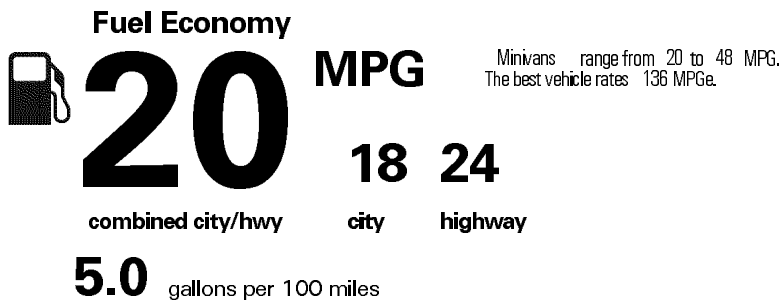 Fuel Economy
20 MPG
Minivans range from 20 to 48 MPG.
The best vehicle rates 136 MPGe.
18 24
combined city/hwy city highway
5.0 gallons per 100 miles